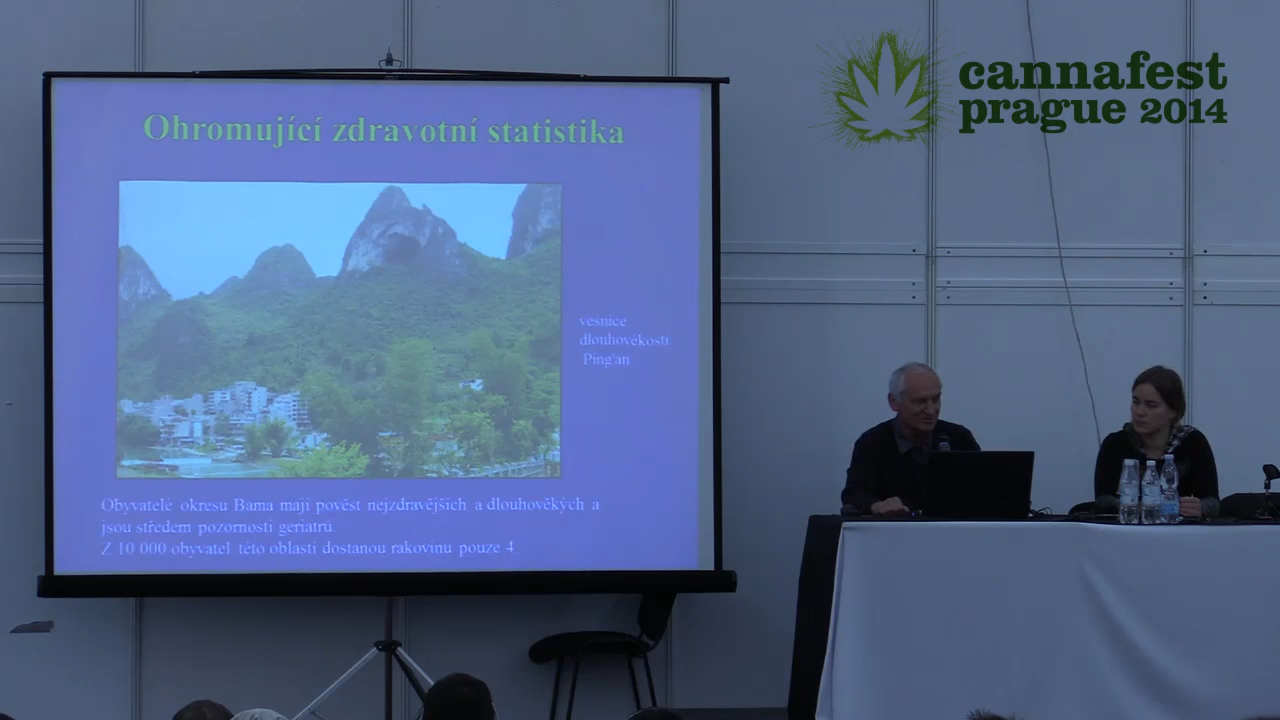 cannafest
prague 2014
Ohromující zdravotní statistika
vesnice
dlouhověkosti
Ping'an
Obyvatelé okresu Bama mají pověst nejzdravějších a dlouhověkých a
jsou středem pozornosti geriatrů.
Z 10 000 obyvatel této oblasti dostanou rakovinu pouze 4.